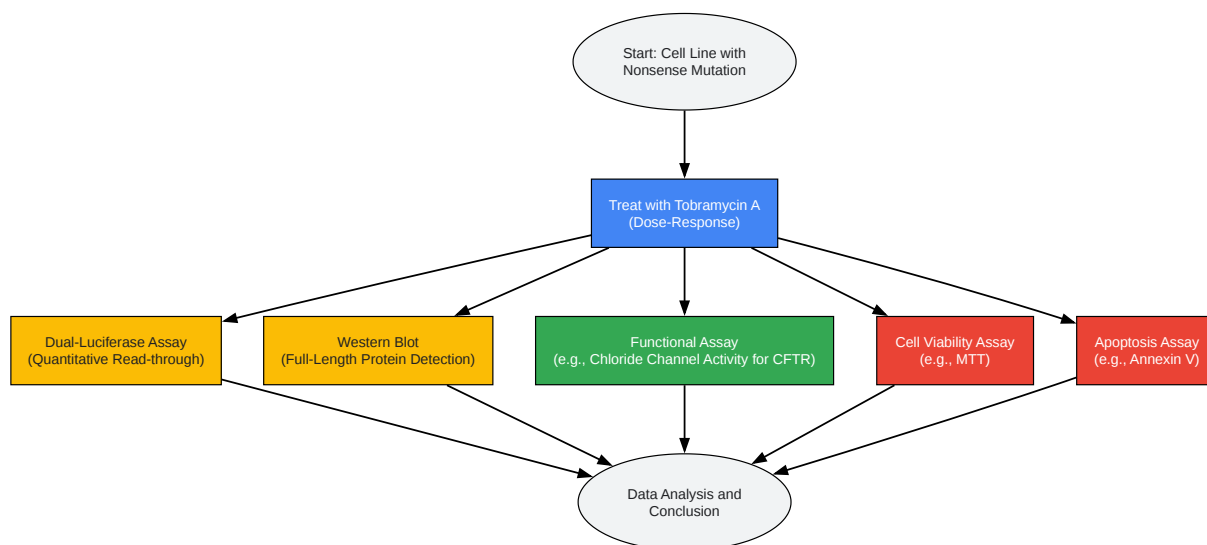 Start: Cell Line with
Nonsense Mutation
Treat with Tobramycin A
(Dose-Response)
Dual-Luciferase Assay
(Quantitative Read-through)
Western Blot
(Full-Length Protein Detection)
Functional Assay
(e.g., Chloride Channel Activity for CFTR)
Cell Viability Assay
(e.g., MTT)
Apoptosis Assay
(e.g., Annexin V)
Data Analysis and
Conclusion